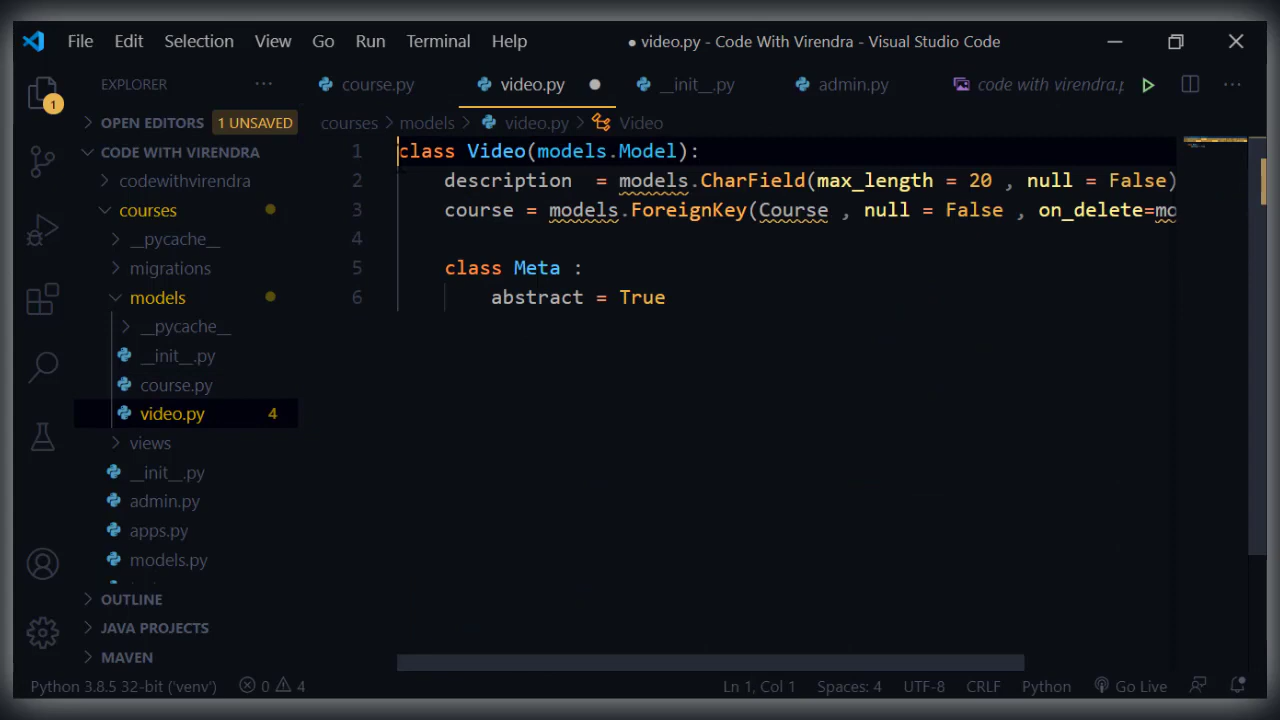 File Edit Selection View Go Run Terminal Help
video.py - Code With Virendra - Visual Studio Code
EXPLORER
course.py
video.py
__init__.py
admin.py
code with virendra.p
1
OPEN EDITORS 1 UNSAVED
courses models video.py Video
CODE WITH VIRENDRA
codewithvirendra
courses
__pycache__
migrations
models
__pycache__
__init__.py
course.py
video.py 4
views
__init__.py
admin.py
apps.py
models.py
OUTLINE
JAVA PROJECTS
MAVEN
1 class Video(models.Model):
2 description = models.CharField(max_length = 20 , null = False)
3 course = models.ForeignKey(Course , null = False , on_delete=mo
4
5 class Meta :
6 abstract = True
Python 3.8.5 32-bit ('venv') 0 4 Ln 1, Col 1 Spaces: 4 UTF-8 CRLF Python Go Live